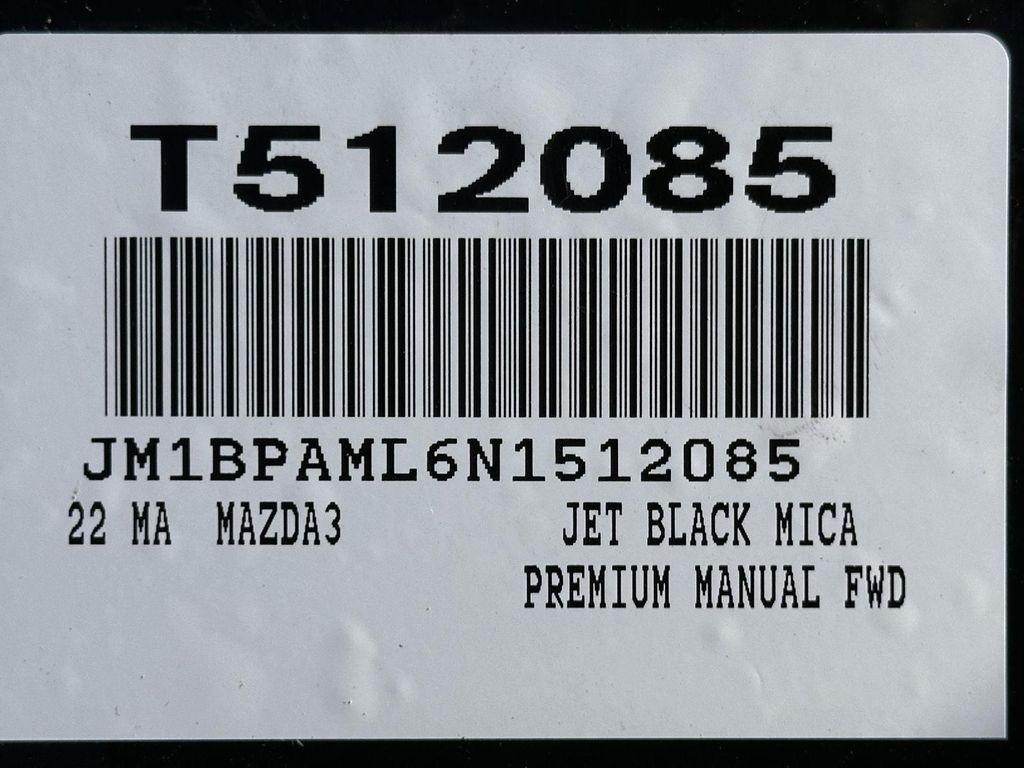 T512085
JM1BPAML6N1512085
22 MA MAZDA3 JET BLACK MICA
PREMIUM MANUAL FWD